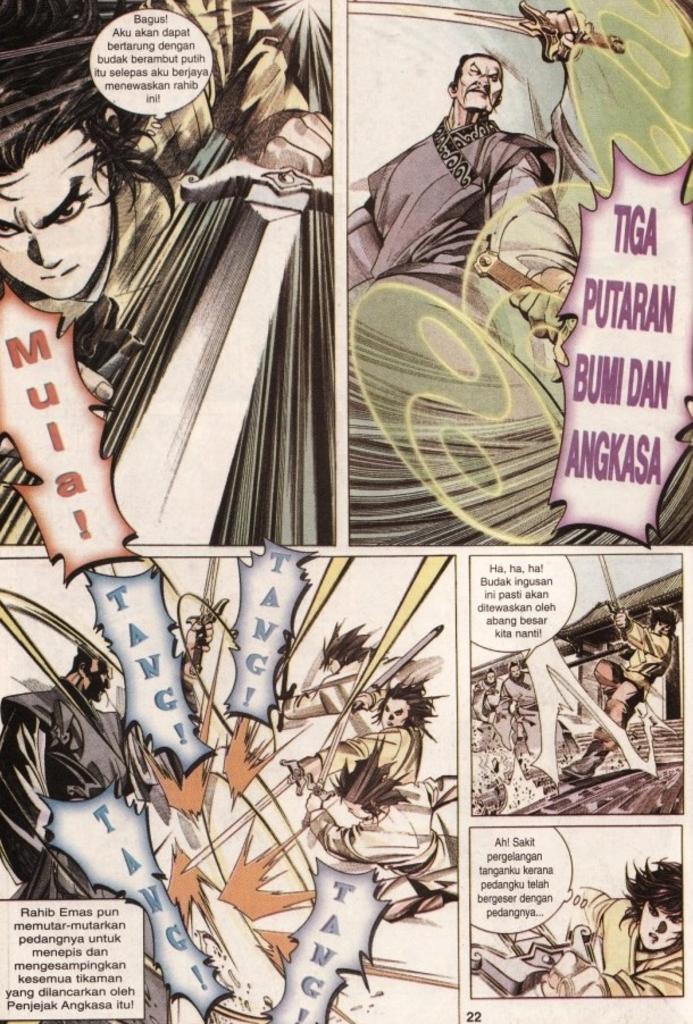 Bagus!
Aku akan dapat
bertarung dengan
budak berambut putih
itu selepas aku berjaya
menewaskan rahib
ini!
Mula!
TIGA
PUTARAN
BUMI DAN
ANGKASA
TANG!
TANG!
TANG!
TANG!
Rahib Emas pun
memutar-mutarkan
pedangnya untuk
menepis dan
mengesampingkan
kesemua tikaman
yang dilancarkan oleh
Penjejak Angkasa itu!
Ha, ha, ha!
Budak ingusan
ini pasti akan
ditewaskan oleh
abang besar
kita nanti!
Ah! Sakit
pergelangan
tanganku kerana
pedangku telah
bergeser dengan
pedangnya...
22